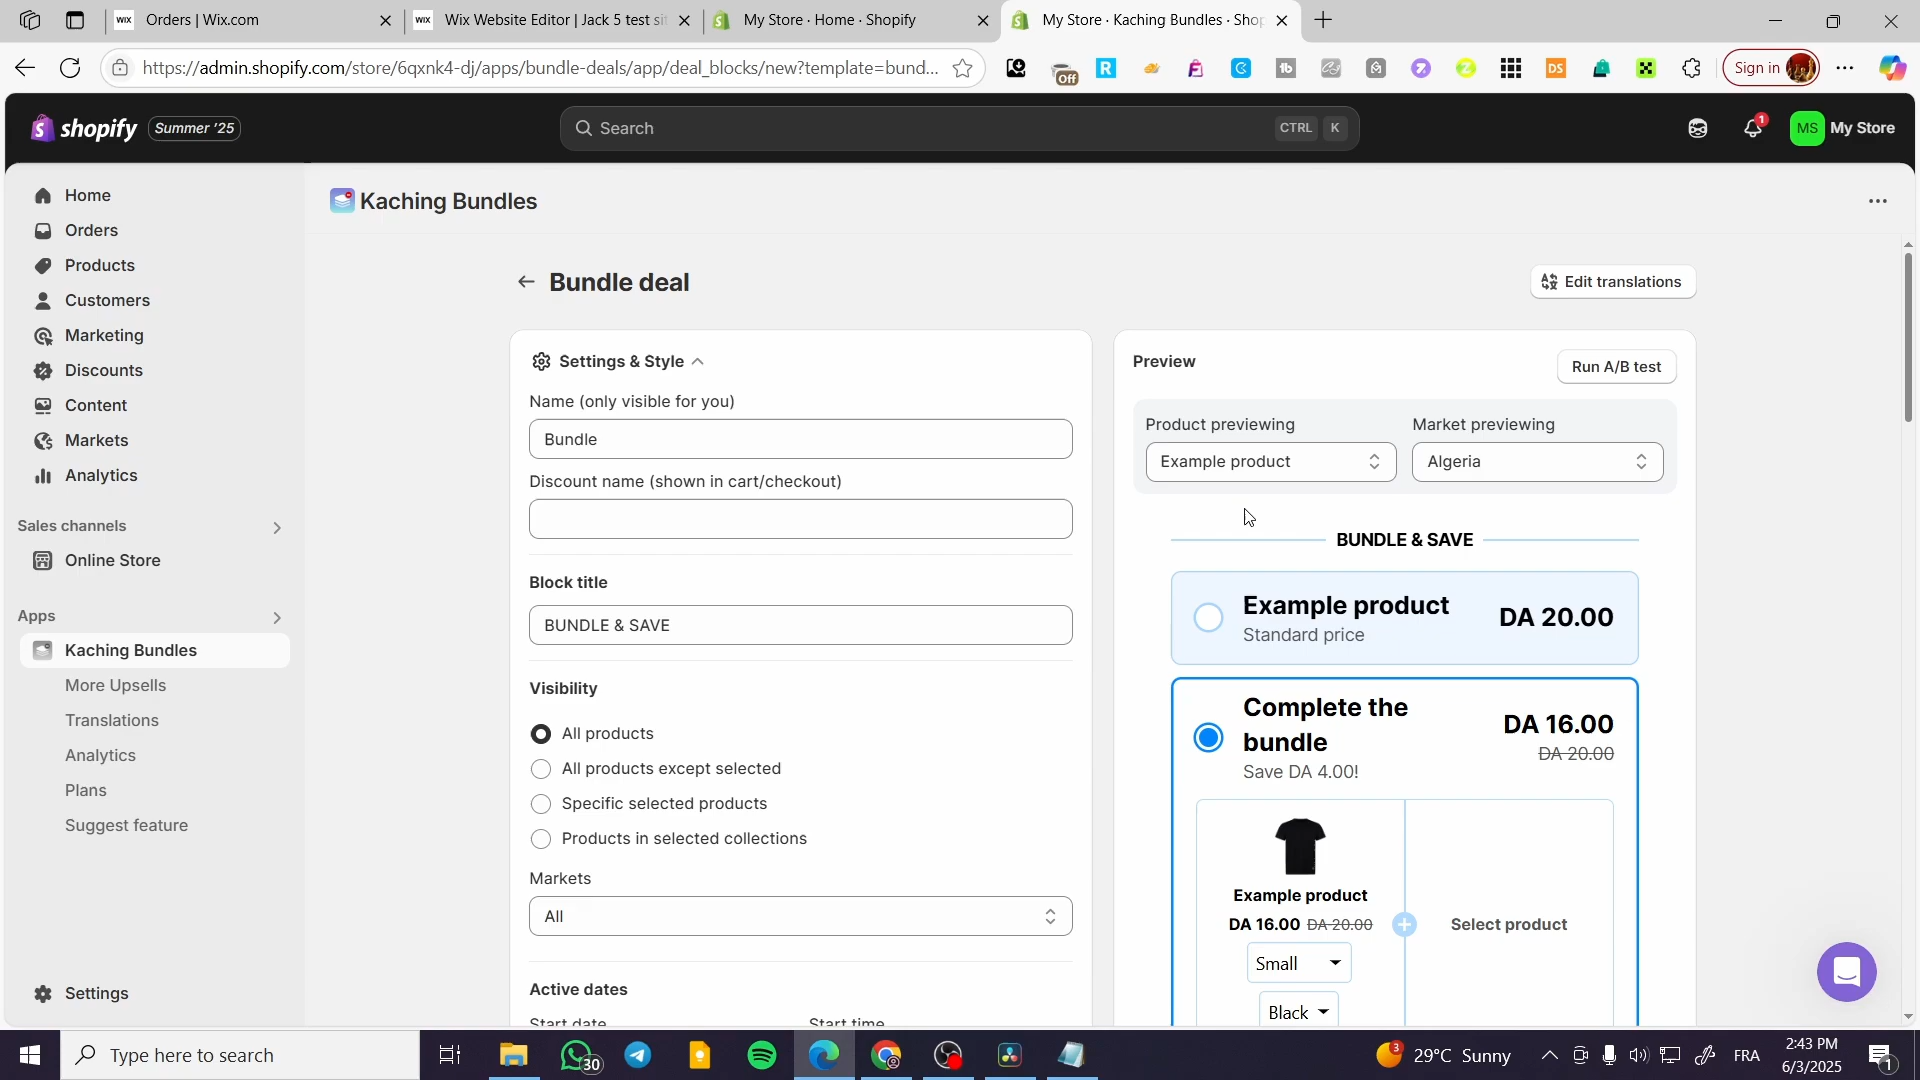 Orders | Wix.com
Wix Website Editor | Jack 5 test si
My Store · Home · Shopify
My Store · Kaching Bundles · Shop
https://admin.shopify.com/store/6qxnk4-dj/apps/bundle-deals/app/deal_blocks/new?template=bund...
Off
Sign in
shopify
Summer '25
Search
CTRL K
1
MS
My Store
Home
Orders
Products
Customers
Marketing
Discounts
Content
Markets
Analytics
Sales channels
Online Store
Apps
Kaching Bundles
More Upsells
Translations
Analytics
Plans
Suggest feature
Settings
Kaching Bundles
Bundle deal
Edit translations
Settings & Style
Name (only visible for you)
Bundle
Discount name (shown in cart/checkout)
Block title
BUNDLE & SAVE
Visibility
All products
All products except selected
Specific selected products
Products in selected collections
Markets
All
Active dates
Start date
Start time
Preview
Run A/B test
Product previewing
Market previewing
Example product
Algeria
BUNDLE & SAVE
Example product
Standard price
DA 20.00
Complete the
bundle
Save DA 4.00!
DA 16.00
DA 20.00
Example product
DA 16.00 DA 20.00
Small
Black
Select product
Type here to search
30
3
29°C Sunny
FRA
2:43 PM
6/3/2025
1